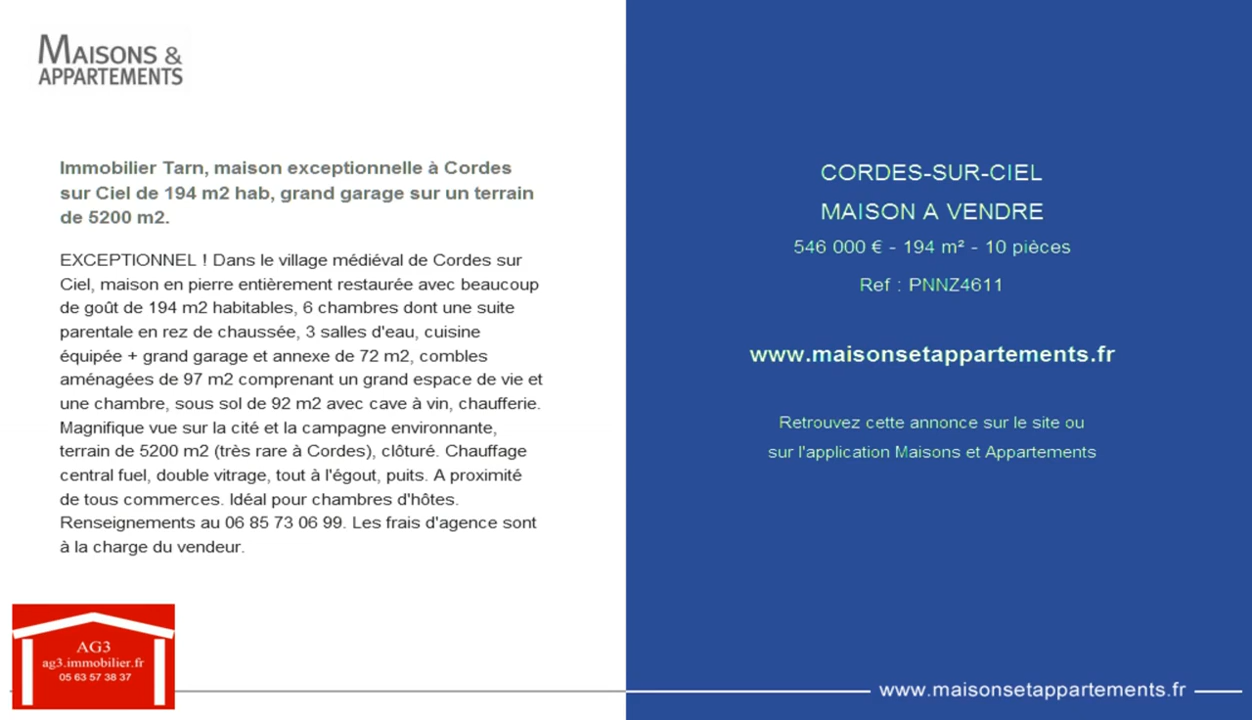 MAISONS &
APPARTEMENTS
Immobilier Tarn, maison exceptionnelle à Cordes
sur Ciel de 194 m2 hab, grand garage sur un terrain
de 5200 m2.
EXCEPTIONNEL ! Dans le village médiéval de Cordes sur
Ciel, maison en pierre entièrement restaurée avec beaucoup
de goût de 194 m2 habitables, 6 chambres dont une suite
parentale en rez de chaussée, 3 salles d'eau, cuisine
équipée + grand garage et annexe de 72 m2, combles
aménagées de 97 m2 comprenant un grand espace de vie et
une chambre, sous sol de 92 m2 avec cave à vin, chaufferie.
Magnifique vue sur la cité et la campagne environnante,
terrain de 5200 m2 (très rare à Cordes), clôturé. Chauffage
central fuel, double vitrage, tout à l'égout, puits. A proximité
de tous commerces. Idéal pour chambres d'hôtes.
Renseignements au 06 85 73 06 99. Les frais d'agence sont
à la charge du vendeur.
AG3
ag3.immobilier.fr
05 63 57 38 37
CORDES-SUR-CIEL
MAISON A VENDRE
546 000 € - 194 m² - 10 pièces
Ref : PNNZ4611
www.maisonsetappartements.fr
Retrouvez cette annonce sur le site ou
sur l'application Maisons et Appartements
www.maisonsetappartements.fr